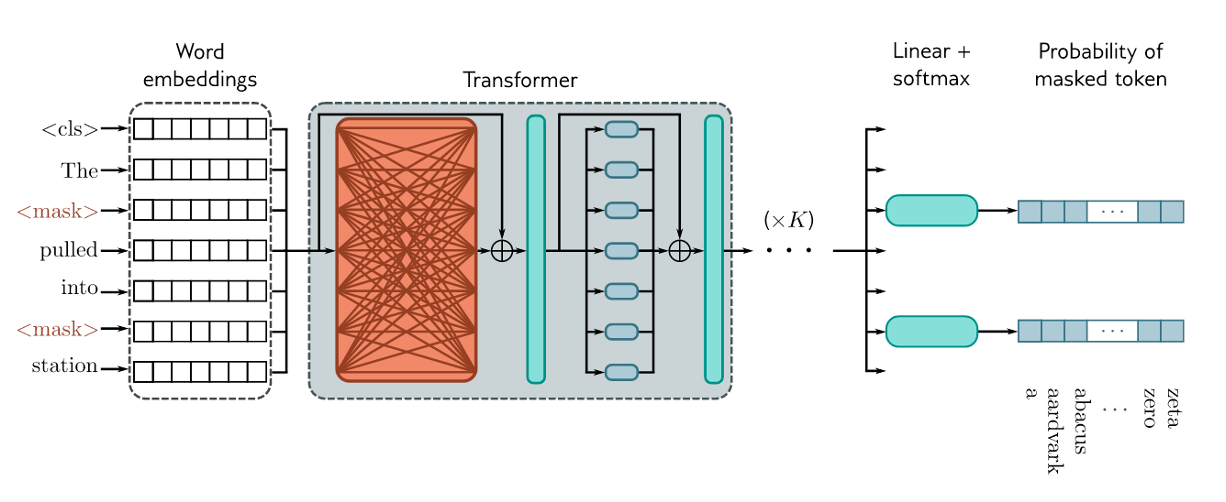 Word
embeddings
Transformer
Linear +
softmax
Probability of
masked token
<cls>
The
<mask>
pulled
into
<mask>
station
(×K)
· · ·
· · ·
· · ·
a
aardvark
abacus
· · ·
zero
zeta